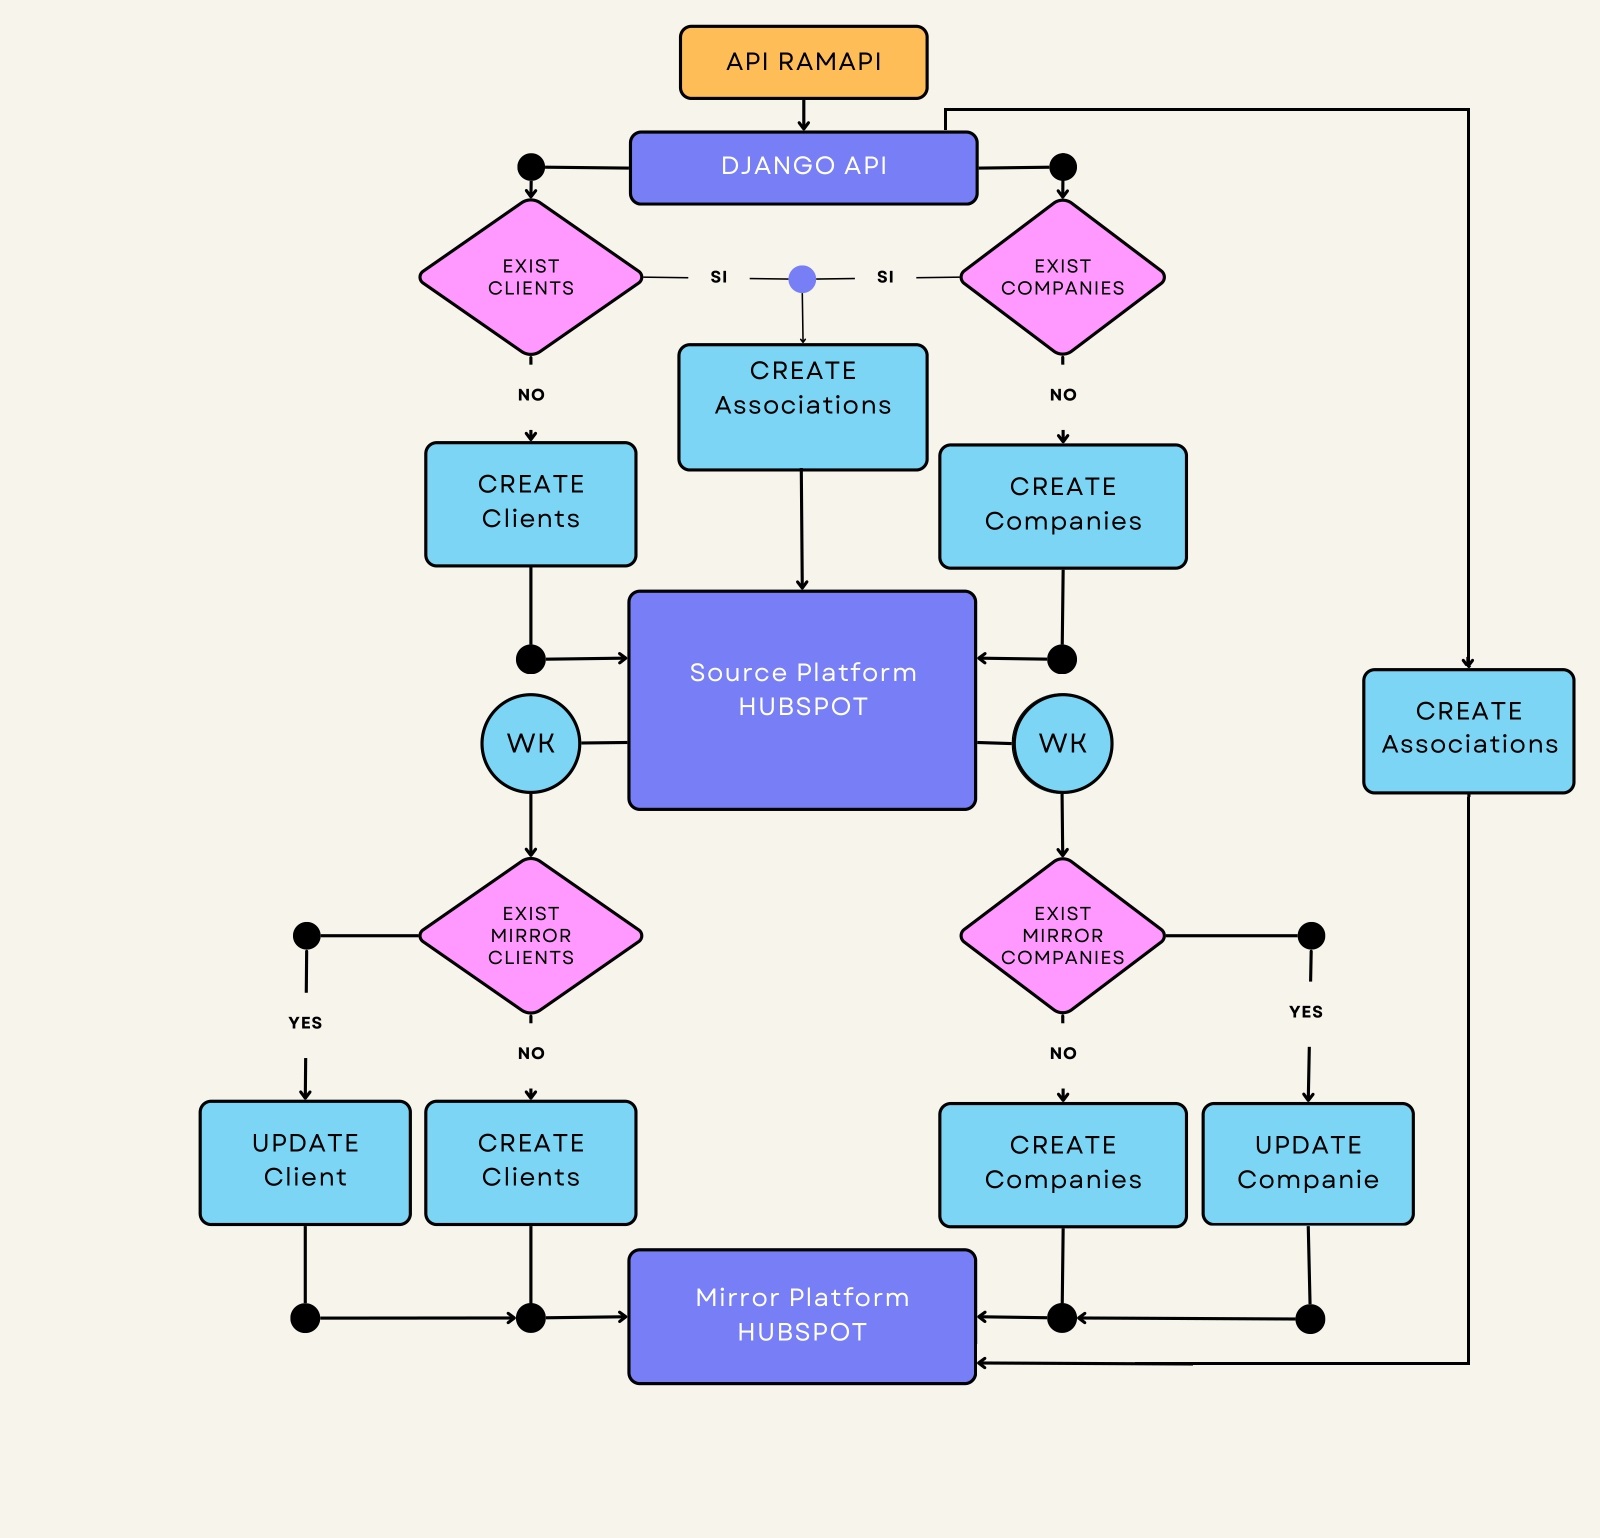 API RAMAPI
DJANGO API
EXIST
CLIENTS
SI
SI
EXIST
COMPANIES
CREATE
Associations
NO
NO
CREATE
Clients
CREATE
Companies
Source Platform
HUBSPOT
WK
WK
CREATE
Associations
EXIST
MIRROR
CLIENTS
EXIST
MIRROR
COMPANIES
YES
NO
NO
YES
UPDATE
Client
CREATE
Clients
CREATE
Companies
UPDATE
Companie
Mirror Platform
HUBSPOT